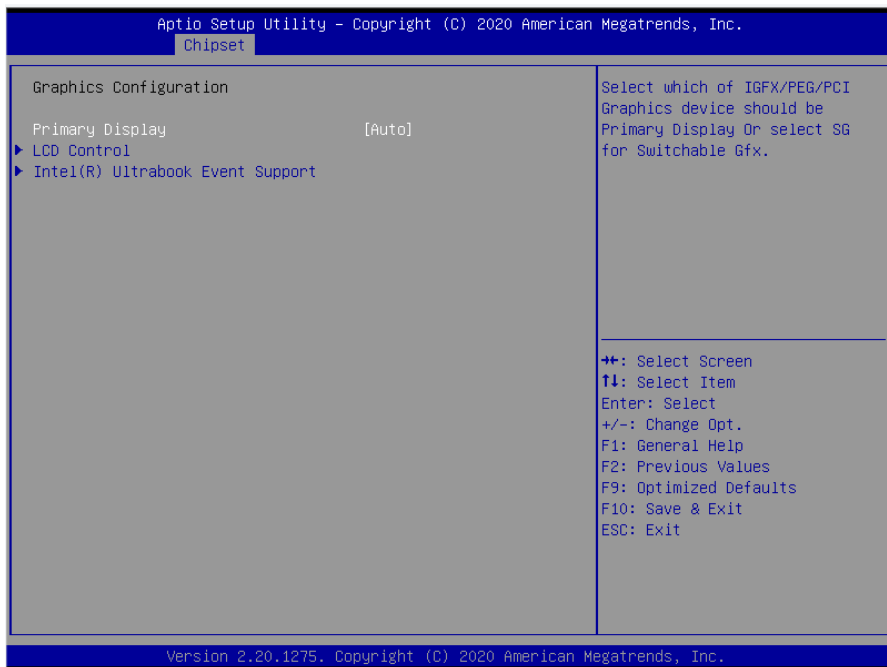 Aptio Setup Utility – Copyright (C) 2020 American Megatrends, Inc.
Chipset
Graphics Configuration
Primary Display [Auto]
▶ LCD Control
▶ Intel(R) Ultrabook Event Support
Select which of IGFX/PEG/PCI
Graphics device should be
Primary Display Or select SG
for Switchable Gfx.
→←: Select Screen
↑↓: Select Item
Enter: Select
+/-: Change Opt.
F1: General Help
F2: Previous Values
F9: Optimized Defaults
F10: Save & Exit
ESC: Exit
Version 2.20.1275. Copyright (C) 2020 American Megatrends, Inc.